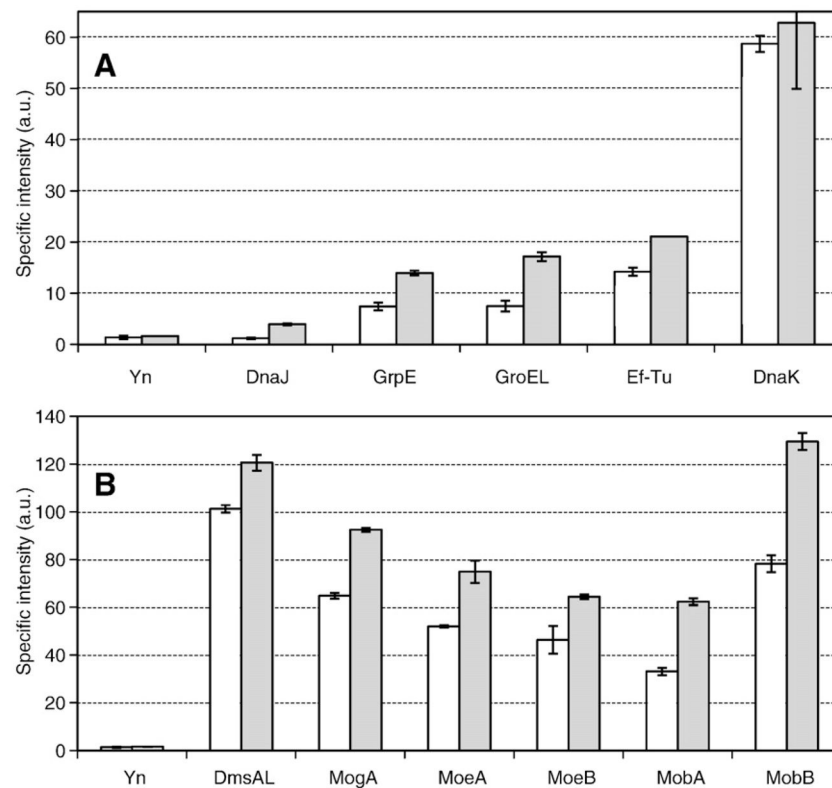 60
50
40
30
20
10
0
Specific intensity (a.u.)
A
Yn DnaJ GrpE GroEL Ef-Tu DnaK
140
120
100
80
60
40
20
0
Specific intensity (a.u.)
B
Yn DmsAL MogA MoeA MoeB MobA MobB